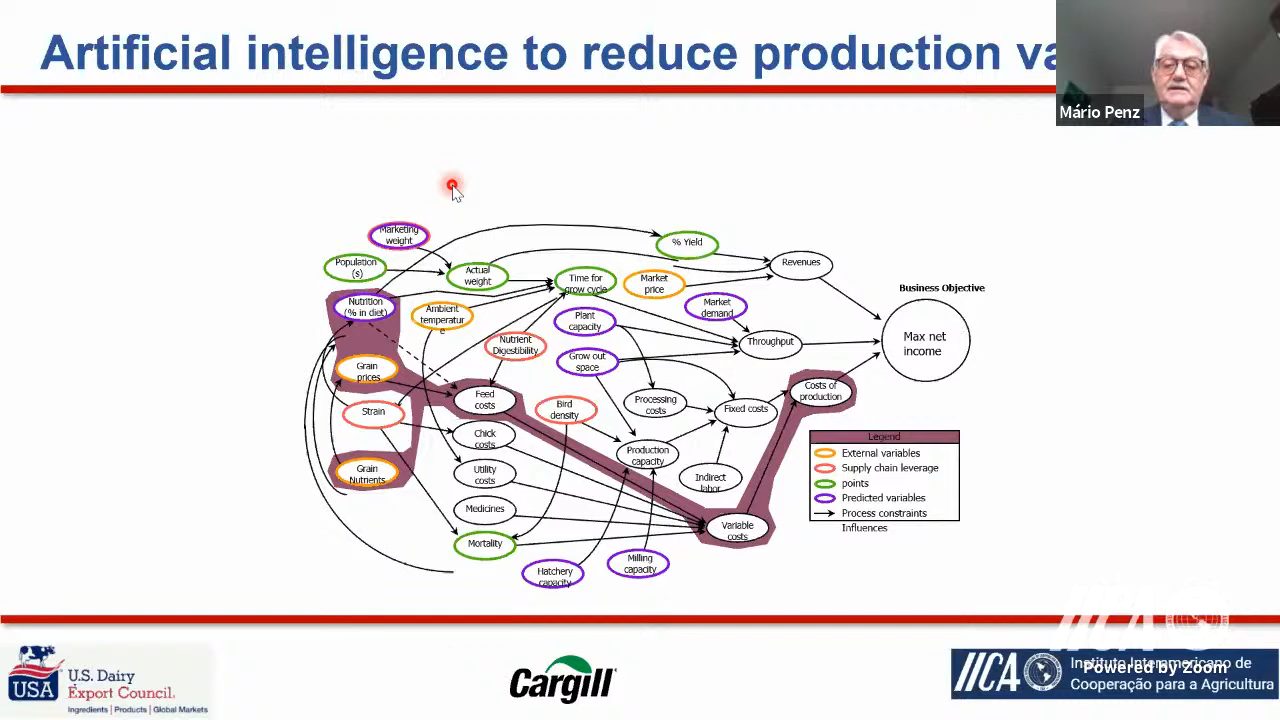 Artificial intelligence to reduce production va
Mário Penz
Marketing
weight
% Yield
Population
(s)
Actual
weight
Time for
grow cycle
Market
price
Revenues
Business Objective
Nutrition
(% in diet)
Ambient
temperatur
e
Plant
capacity
Market
demand
Max net
income
Nutrient
Digestibility
Throughput
Grow out
space
Grain
prices
Feed
costs
Costs of
production
Strain
Bird
density
Processing
costs
Fixed costs
Chick
costs
Production
capacity
Legend
External variables
Supply chain leverage
points
Predicted variables
Process constraints
Influences
Grain
Nutrients
Utility
costs
Indirect
labor
Medicines
Variable
costs
Mortality
Hatchery
capacity
Milling
capacity
USA
U.S. Dairy
Export Council.
Ingredients | Products | Global Markets
Cargill
IICA
IICA
Instituto Interamericano de
Cooperação para a Agricultura
Powered by Zoom